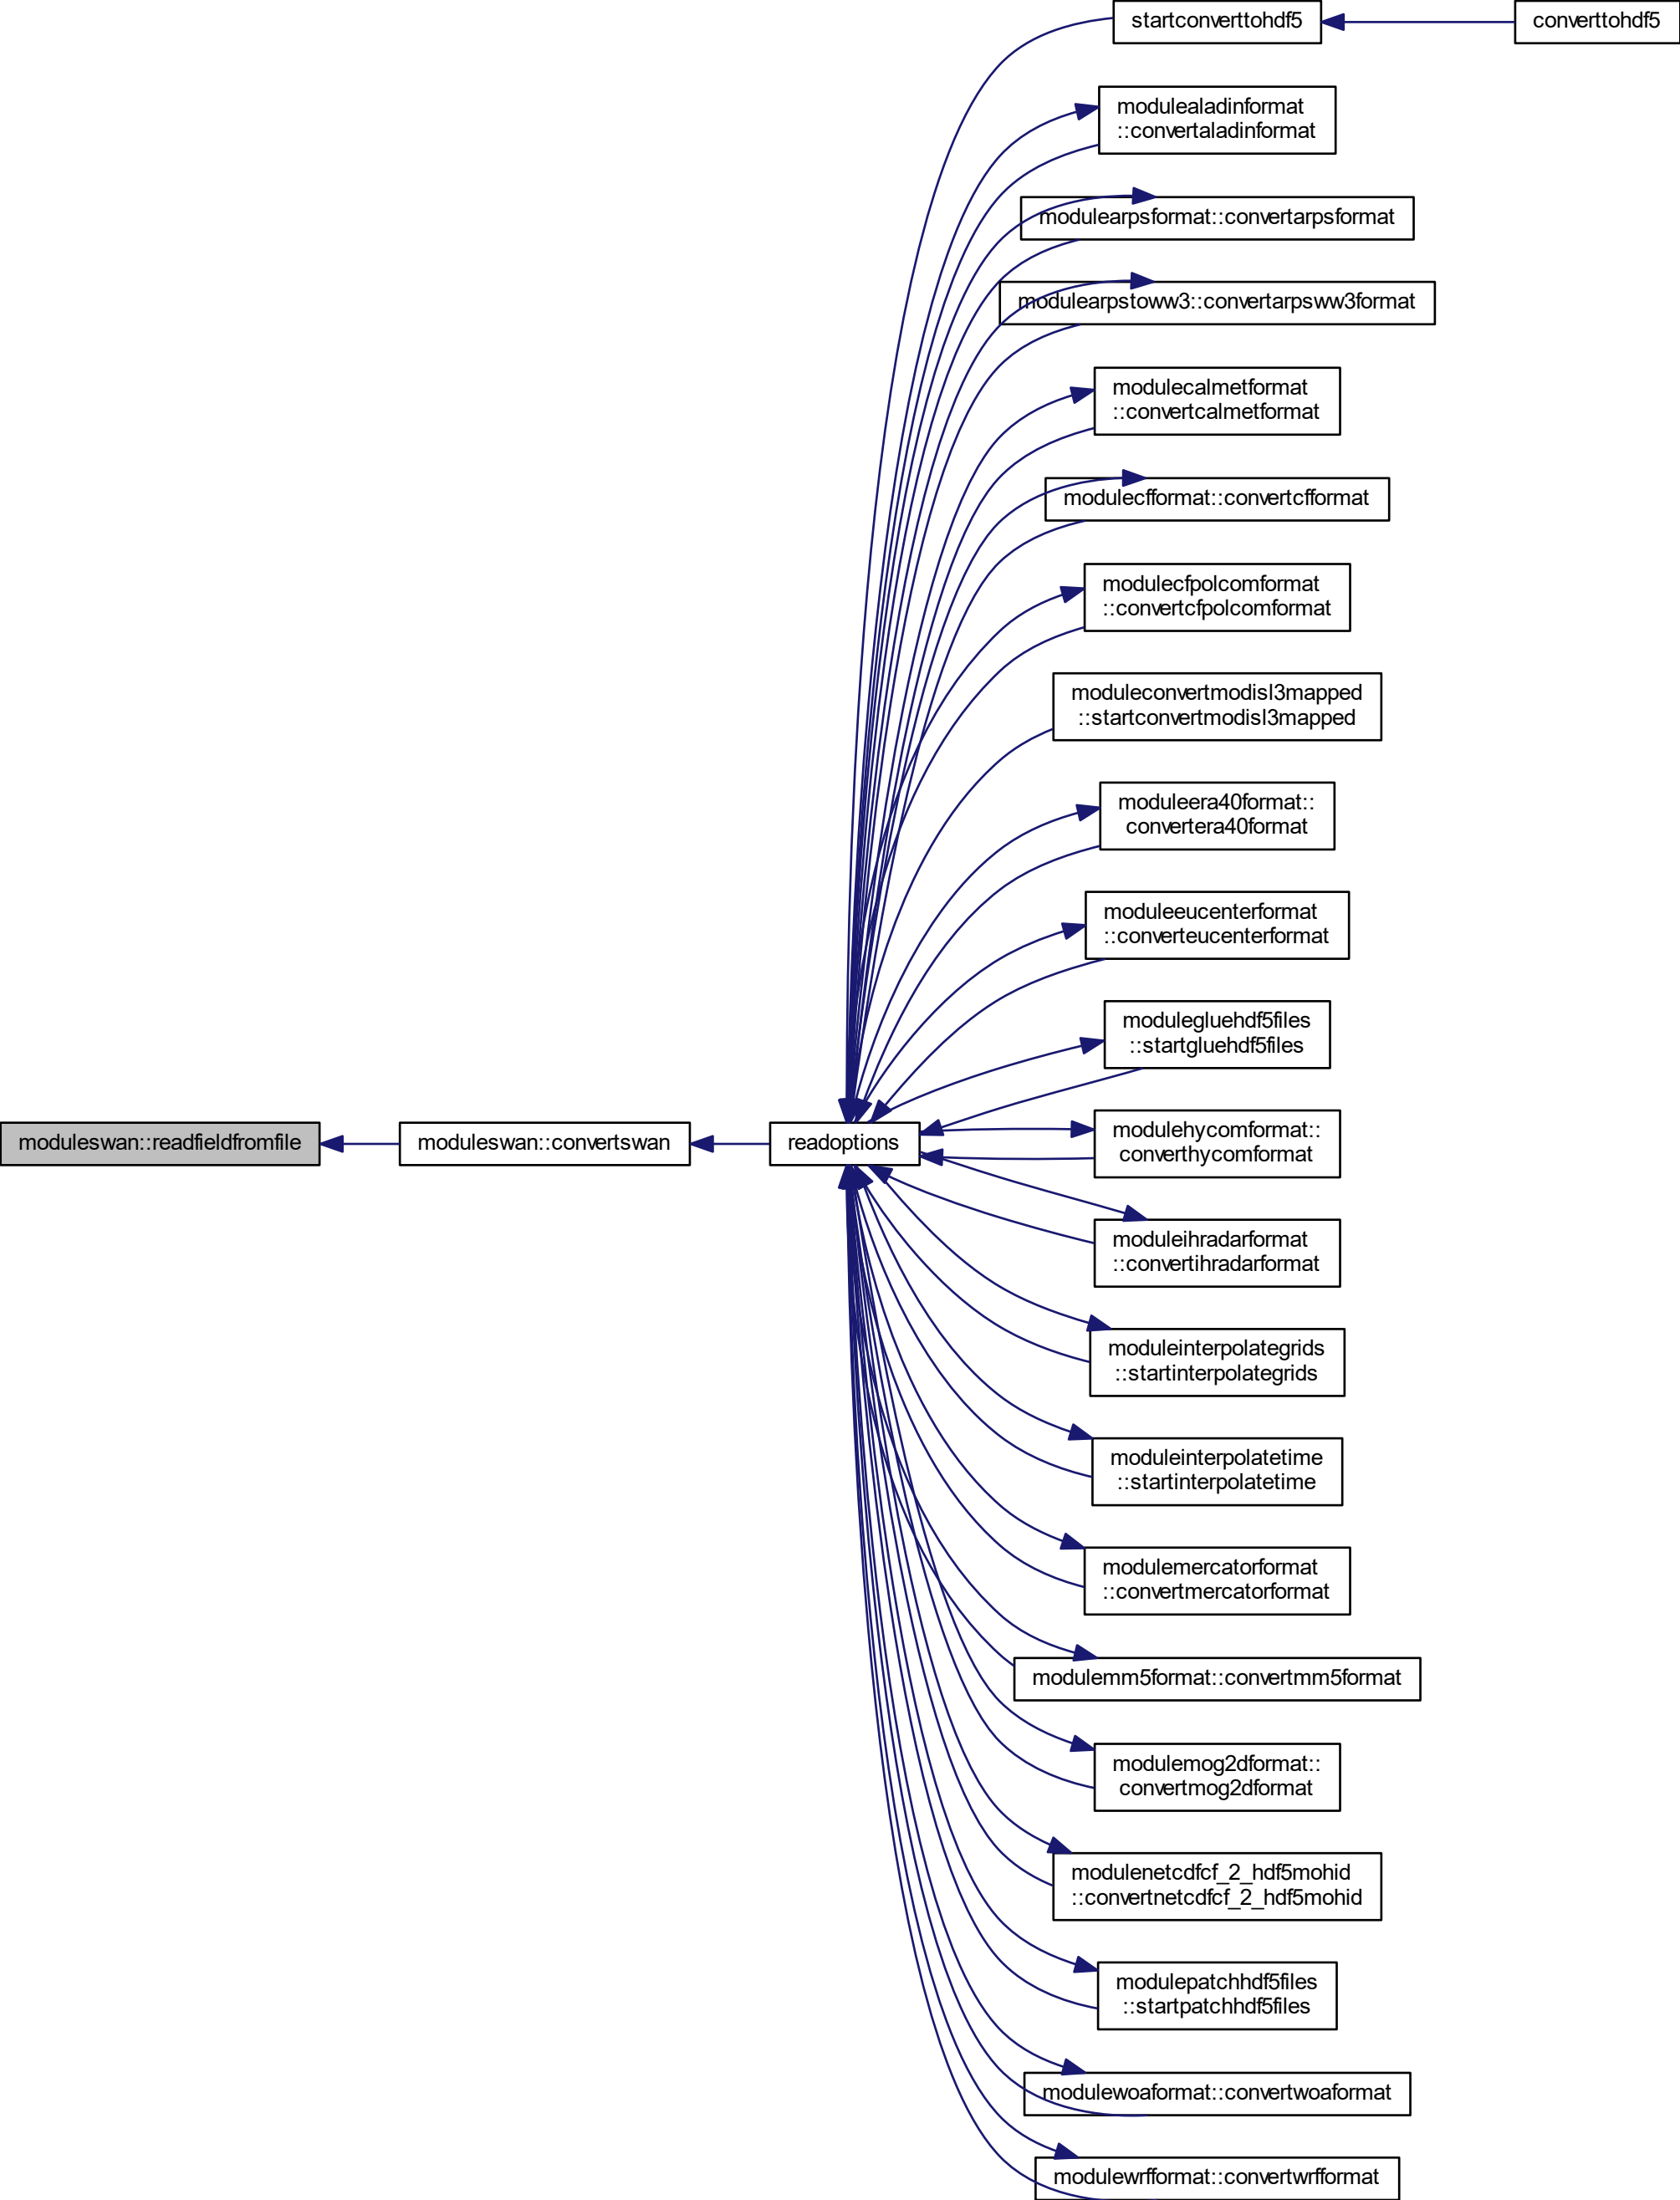 startconverttohdf5
converttohdf5
modulealadinformat
::convertaladinformat
modulearpsformat::convertarpsformat
modulearpstoww3::convertarpsww3format
modulecalmetformat
::convertcalmetformat
modulecfformat::convertcfformat
modulecfpolcomformat
::convertcfpolcomformat
moduleconvertmodisl3mapped
::startconvertmodisl3mapped
moduleera40format::
convertera40format
moduleeucenterformat
::converteucenterformat
modulegluehdf5files
::startgluehdf5files
moduleswan::readfieldfromfile
moduleswan::convertswan
readoptions
modulehycomformat::
converthycomformat
moduleihradarformat
::convertihradarformat
moduleinterpolategrids
::startinterpolategrids
moduleinterpolatetime
::startinterpolatetime
modulemercatorformat
::convertmercatorformat
modulemm5format::convertmm5format
modulemog2dformat::
convertmog2dformat
modulenetcdfcf_2_hdf5mohid
::convertnetcdfcf_2_hdf5mohid
modulepatchhdf5files
::startpatchhdf5files
modulewoaformat::convertwoaformat
modulewrfformat::convertwrfformat